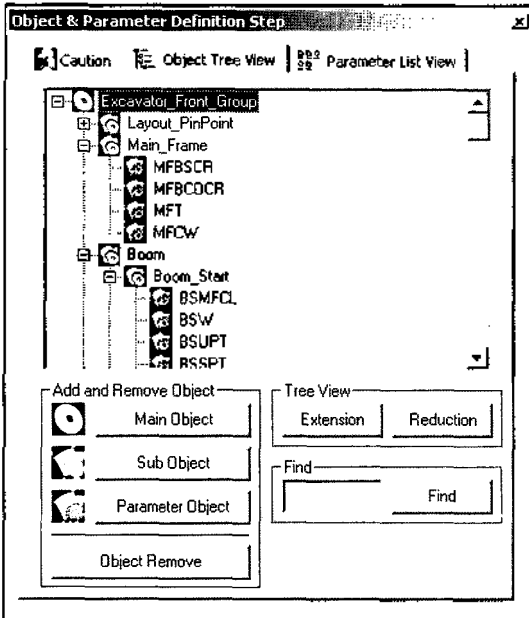 Object & Parameter Definition Step
Caution Object Tree View Parameter List View
Excavator_Front_Group
Layout_PinPoint
Main_Frame
MFBSCR
MFBCDCR
MFT
MFCW
Boom
Boom_Start
BSMFCL
BSW
BSUPT
BSSPT
Add and Remove Object
Main Object
Sub Object
Parameter Object
Object Remove
Tree View
Extension Reduction
Find
Find